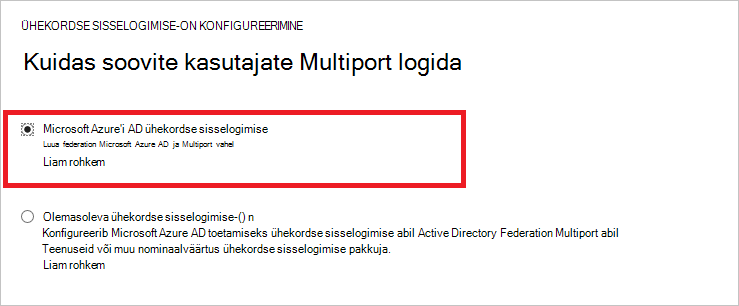 ÜHEKORDSE SISSELOGIMISE-ON KONFIGUREERIMINE
Kuidas soovite kasutajate Multiport logida
Microsoft Azure'i AD ühekordse sisselogimise
Luua federation Microsoft Azure AD ja Multiport vahel
Liam rohkem
Olemasoleva ühekordse sisselogimise-() n
Konfigureerib Microsoft Azure AD toetamiseks ühekordse sisselogimise abil Active Directory Federation Multiport abil
Teenuseid või muu nominaalväärtus ühekordse sisselogimise pakkuja.
Liam rohkem